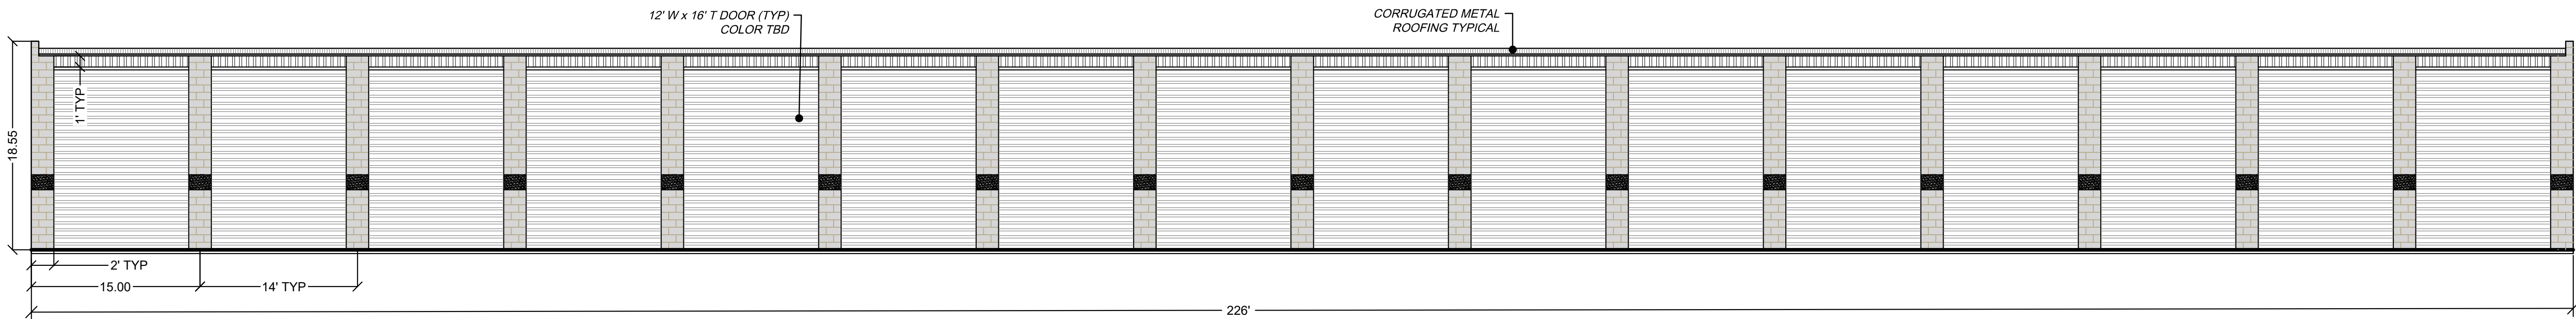 12' W x 16' T DOOR (TYP)
COLOR TBD
CORRUGATED METAL
ROOFING TYPICAL
1' TYP
18.55
2' TYP
15.00
14' TYP
226'